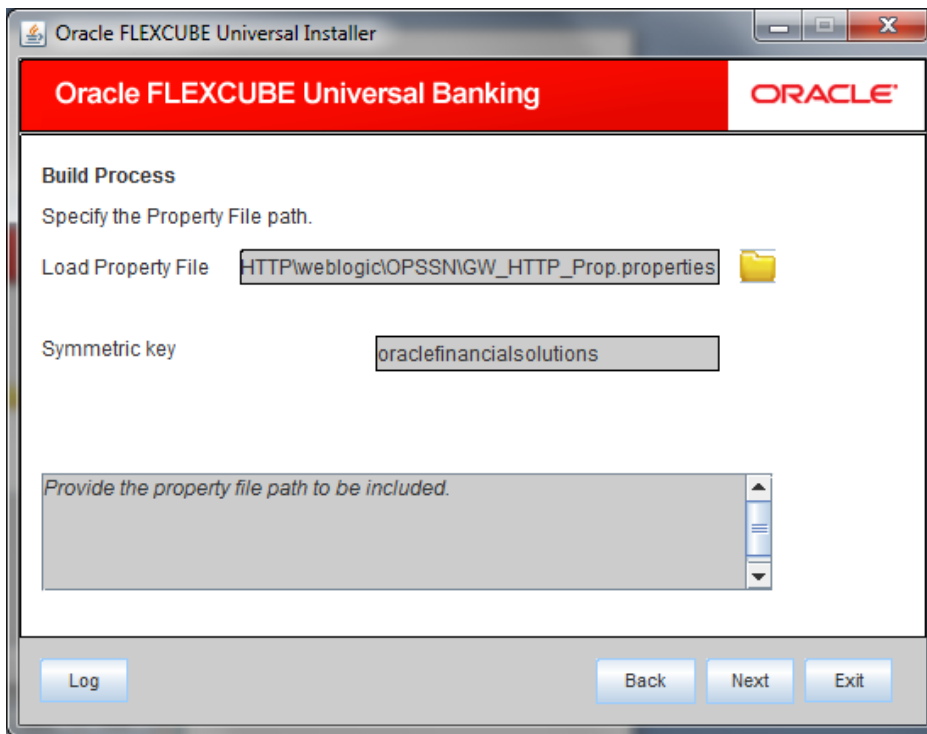 Oracle FLEXCUBE Universal Installer
Oracle FLEXCUBE Universal Banking
ORACLE
Build Process
Specify the Property File path.
Load Property File HTTP\weblogic\OPSSN\GW_HTTP_Prop.properties
Symmetric key oraclefinancialsolutions
Provide the property file path to be included.
Log Back Next Exit